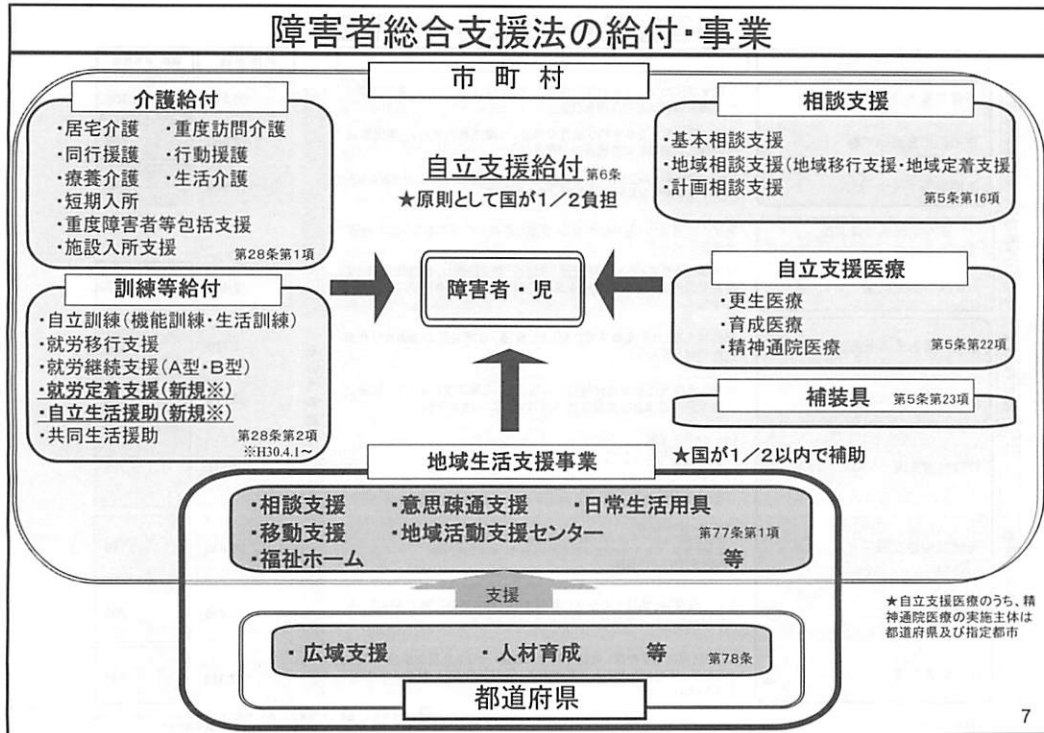 障害者総合支援法の給付・事業
市町村
介護給付
・居宅介護 ・重度訪問介護
・同行援護 ・行動援護
・療養介護 ・生活介護
・短期入所
・重度障害者等包括支援
・施設入所支援
第28条第1項
訓練等給付
・自立訓練(機能訓練・生活訓練)
・就労移行支援
・就労継続支援(A型・B型)
・就労定着支援(新規※)
・自立生活援助(新規※)
・共同生活援助
第28条第2項
※H30.4.1～
自立支援給付 第6条
★原則として国が1/2負担
障害者・児
相談支援
・基本相談支援
・地域相談支援(地域移行支援・地域定着支援)
・計画相談支援
第5条第16項
自立支援医療
・更生医療
・育成医療
・精神通院医療
第5条第22項
補装具 第5条第23項
地域生活支援事業
★国が1/2以内で補助
・相談支援 ・意思疎通支援 ・日常生活用具
・移動支援 ・地域活動支援センター 第77条第1項
・福祉ホーム 等
支援
・広域支援 ・人材育成 等 第78条
都道府県
★自立支援医療のうち、精
神通院医療の実施主体は
都道府県及び指定都市
7